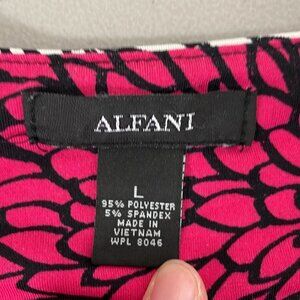 ALFANI
L
95% POLYESTER
5% SPANDEX
MADE IN
VIETNAM
WPL 8046